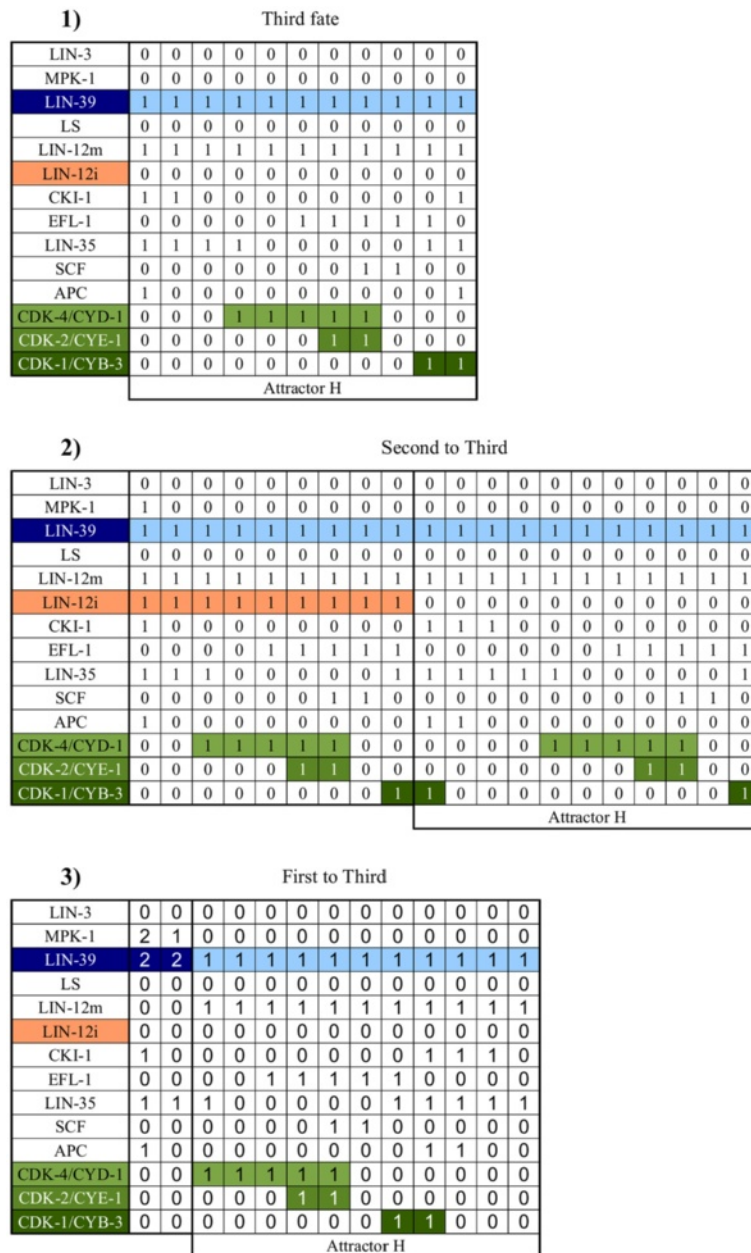 1) Third fate
LIN-3 0 0 0 0 0 0 0 0 0 0 0
MPK-1 0 0 0 0 0 0 0 0 0 0 0
LIN-39 1 1 1 1 1 1 1 1 1 1 1
LS 0 0 0 0 0 0 0 0 0 0 0
LIN-12m 1 1 1 1 1 1 1 1 1 1 1
LIN-12i 0 0 0 0 0 0 0 0 0 0 0
CKI-1 1 1 0 0 0 0 0 0 0 0 1
EFL-1 0 0 0 0 0 1 1 1 1 1 0
LIN-35 1 1 1 1 0 0 0 0 0 1 1
SCF 0 0 0 0 0 0 0 1 1 0 0
APC 1 0 0 0 0 0 0 0 0 0 1
CDK-4/CYD-1 0 0 0 1 1 1 1 1 0 0 0
CDK-2/CYE-1 0 0 0 0 0 0 1 1 0 0 0
CDK-1/CYB-3 0 0 0 0 0 0 0 0 0 1 1
Attractor H
2) Second to Third
LIN-3 0 0 0 0 0 0 0 0 0 0 0 0 0 0 0 0 0 0 0 0
MPK-1 1 0 0 0 0 0 0 0 0 0 0 0 0 0 0 0 0 0 0 0
LIN-39 1 1 1 1 1 1 1 1 1 1 1 1 1 1 1 1 1 1 1 1
LS 0 0 0 0 0 0 0 0 0 0 0 0 0 0 0 0 0 0 0 0
LIN-12m 1 1 1 1 1 1 1 1 1 1 1 1 1 1 1 1 1 1 1 1
LIN-12i 1 1 1 1 1 1 1 1 1 0 0 0 0 0 0 0 0 0 0 0
CKI-1 1 0 0 0 0 0 0 0 0 1 1 1 0 0 0 0 0 0 0 0
EFL-1 0 0 0 0 1 1 1 1 1 0 0 0 0 0 0 1 1 1 1 1
LIN-35 1 1 1 0 0 0 0 0 1 1 1 1 1 1 0 0 0 0 0 1
SCF 0 0 0 0 0 0 1 1 0 0 0 0 0 0 0 0 0 1 1 0
APC 1 0 0 0 0 0 0 0 0 1 1 0 0 0 0 0 0 0 0 0
CDK-4/CYD-1 0 0 1 1 1 1 1 0 0 0 0 0 0 1 1 1 1 1 0 0
CDK-2/CYE-1 0 0 0 0 0 1 1 0 0 0 0 0 0 0 0 0 1 1 0 0
CDK-1/CYB-3 0 0 0 0 0 0 0 0 1 1 0 0 0 0 0 0 0 0 0 1
Attractor H
3) First to Third
LIN-3 0 0 0 0 0 0 0 0 0 0 0 0 0
MPK-1 2 1 0 0 0 0 0 0 0 0 0 0 0
LIN-39 2 2 1 1 1 1 1 1 1 1 1 1 1
LS 0 0 0 0 0 0 0 0 0 0 0 0 0
LIN-12m 0 0 1 1 1 1 1 1 1 1 1 1 1
LIN-12i 0 0 0 0 0 0 0 0 0 0 0 0 0
CKI-1 1 0 0 0 0 0 0 0 0 1 1 1 0
EFL-1 0 0 0 0 1 1 1 1 1 0 0 0 0
LIN-35 1 1 1 0 0 0 0 0 1 1 1 1 1
SCF 0 0 0 0 0 0 1 1 0 0 0 0 0
APC 1 0 0 0 0 0 0 0 0 1 1 0 0
CDK-4/CYD-1 0 0 1 1 1 1 1 0 0 0 0 0 0
CDK-2/CYE-1 0 0 0 0 0 1 1 0 0 0 0 0 0
CDK-1/CYB-3 0 0 0 0 0 0 0 0 1 1 0 0 0
Attractor H